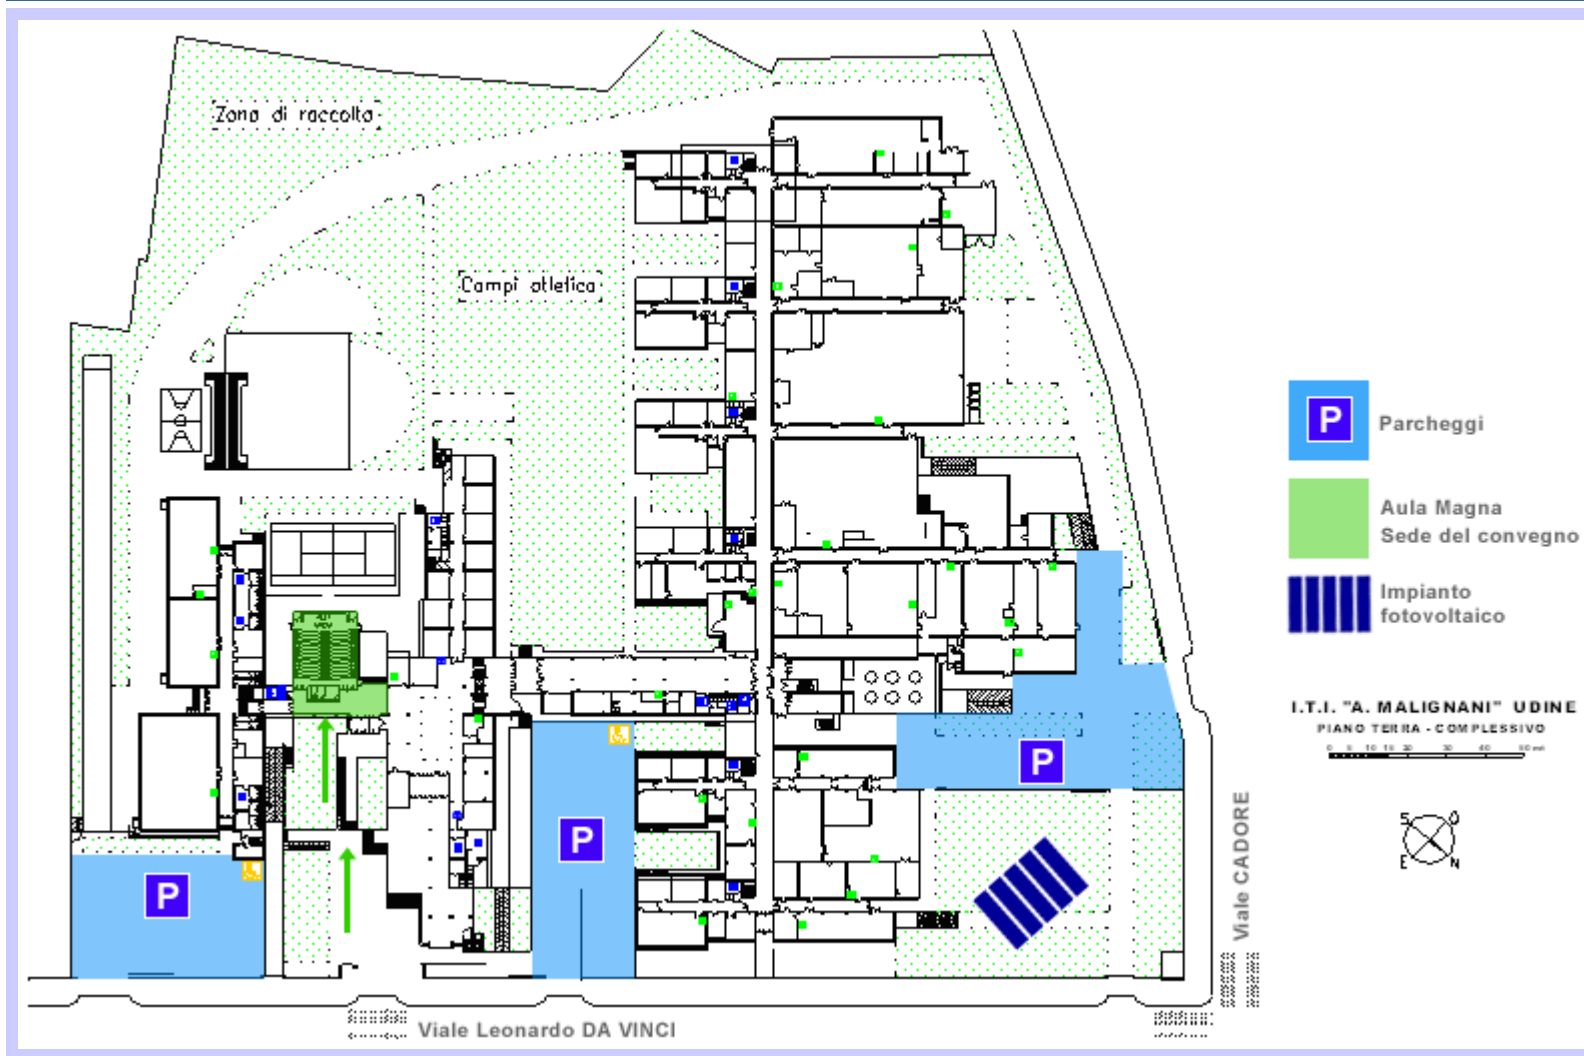 Zona di raccolta
Campi atletica
P
Parcheggi
Aula Magna
Sede del convegno
Impianto
fotovoltaico
I.T.I. "A. MALIGNANI" UDINE
PIANO TERRA - COMPLESSIVO
S O
E N
P
P
P
Viale CADORE
Viale Leonardo DA VINCI